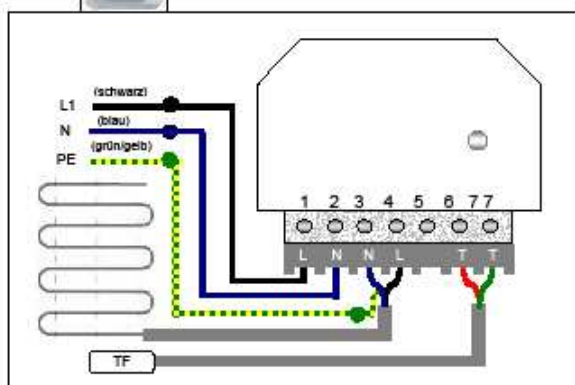 (schwarz)
L1
(blau)
N
(grün/gelb)
PE
1 2 3 4 5 6 7 7
L N N L T T
TF